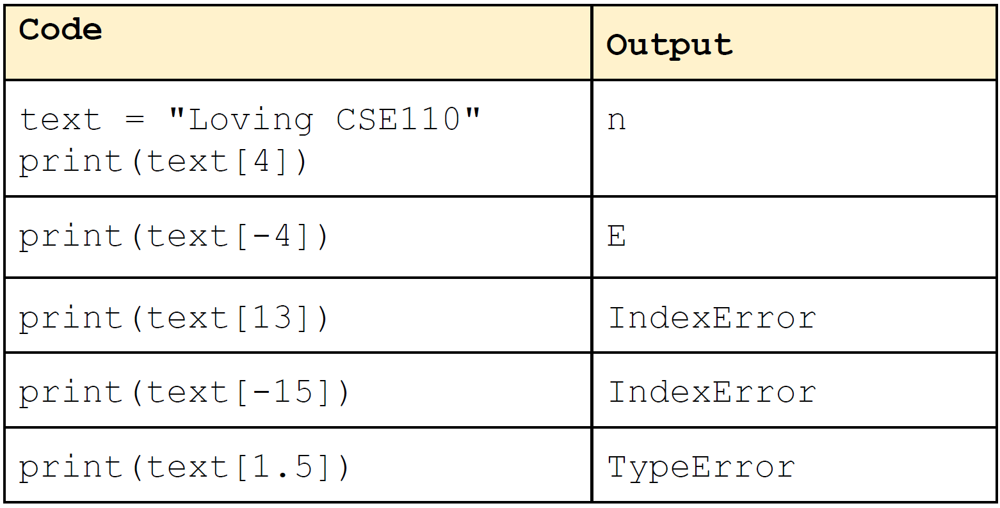 Code
Output
text = "Loving CSE110"
print(text[4])
n
print(text[-4])
E
print(text[13])
IndexError
print(text[-15])
IndexError
print(text[1.5])
TypeError